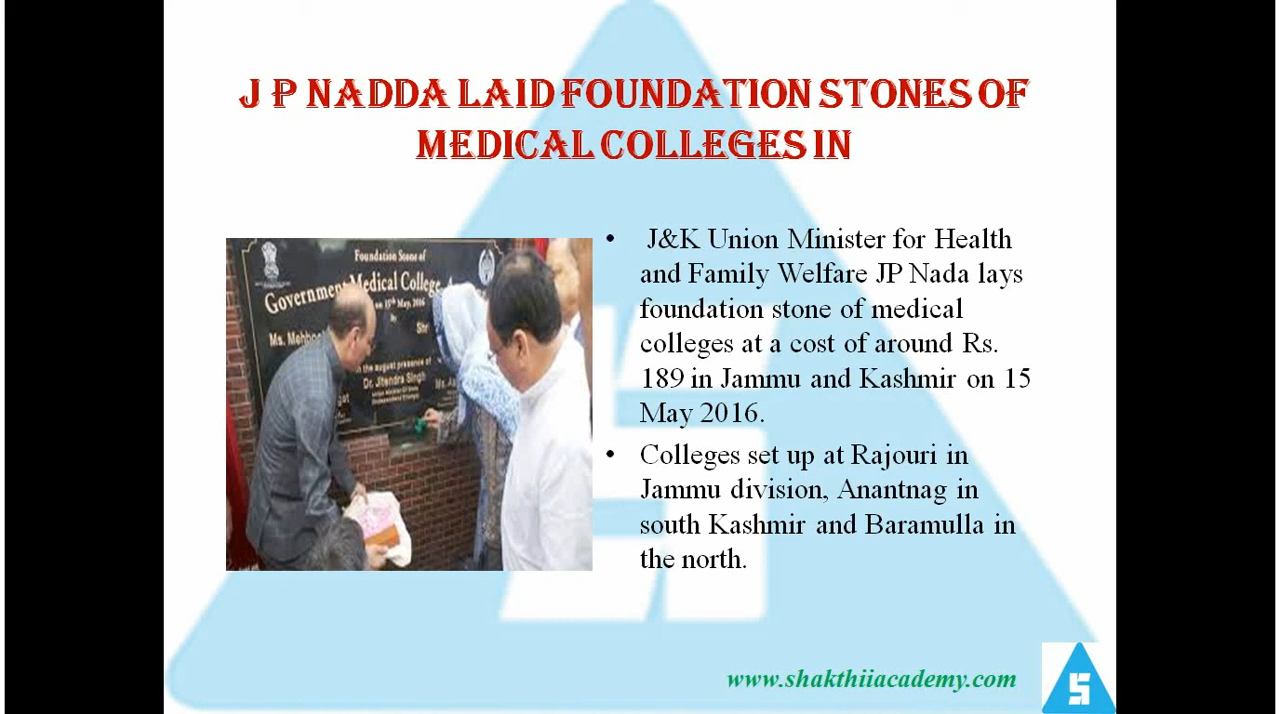 J P NADDA LAID FOUNDATION STONES OF
MEDICAL COLLEGES IN
Foundation Stone of
Government Medical College
on 15th May, 2016
by
Ms.
Shri
in the august presence of
Dr. Jitendra Singh
• J&K Union Minister for Health
and Family Welfare JP Nada lays
foundation stone of medical
colleges at a cost of around Rs.
189 in Jammu and Kashmir on 15
May 2016.
• Colleges set up at Rajouri in
Jammu division, Anantnag in
south Kashmir and Baramulla in
the north.
www.shakthiiacademy.com